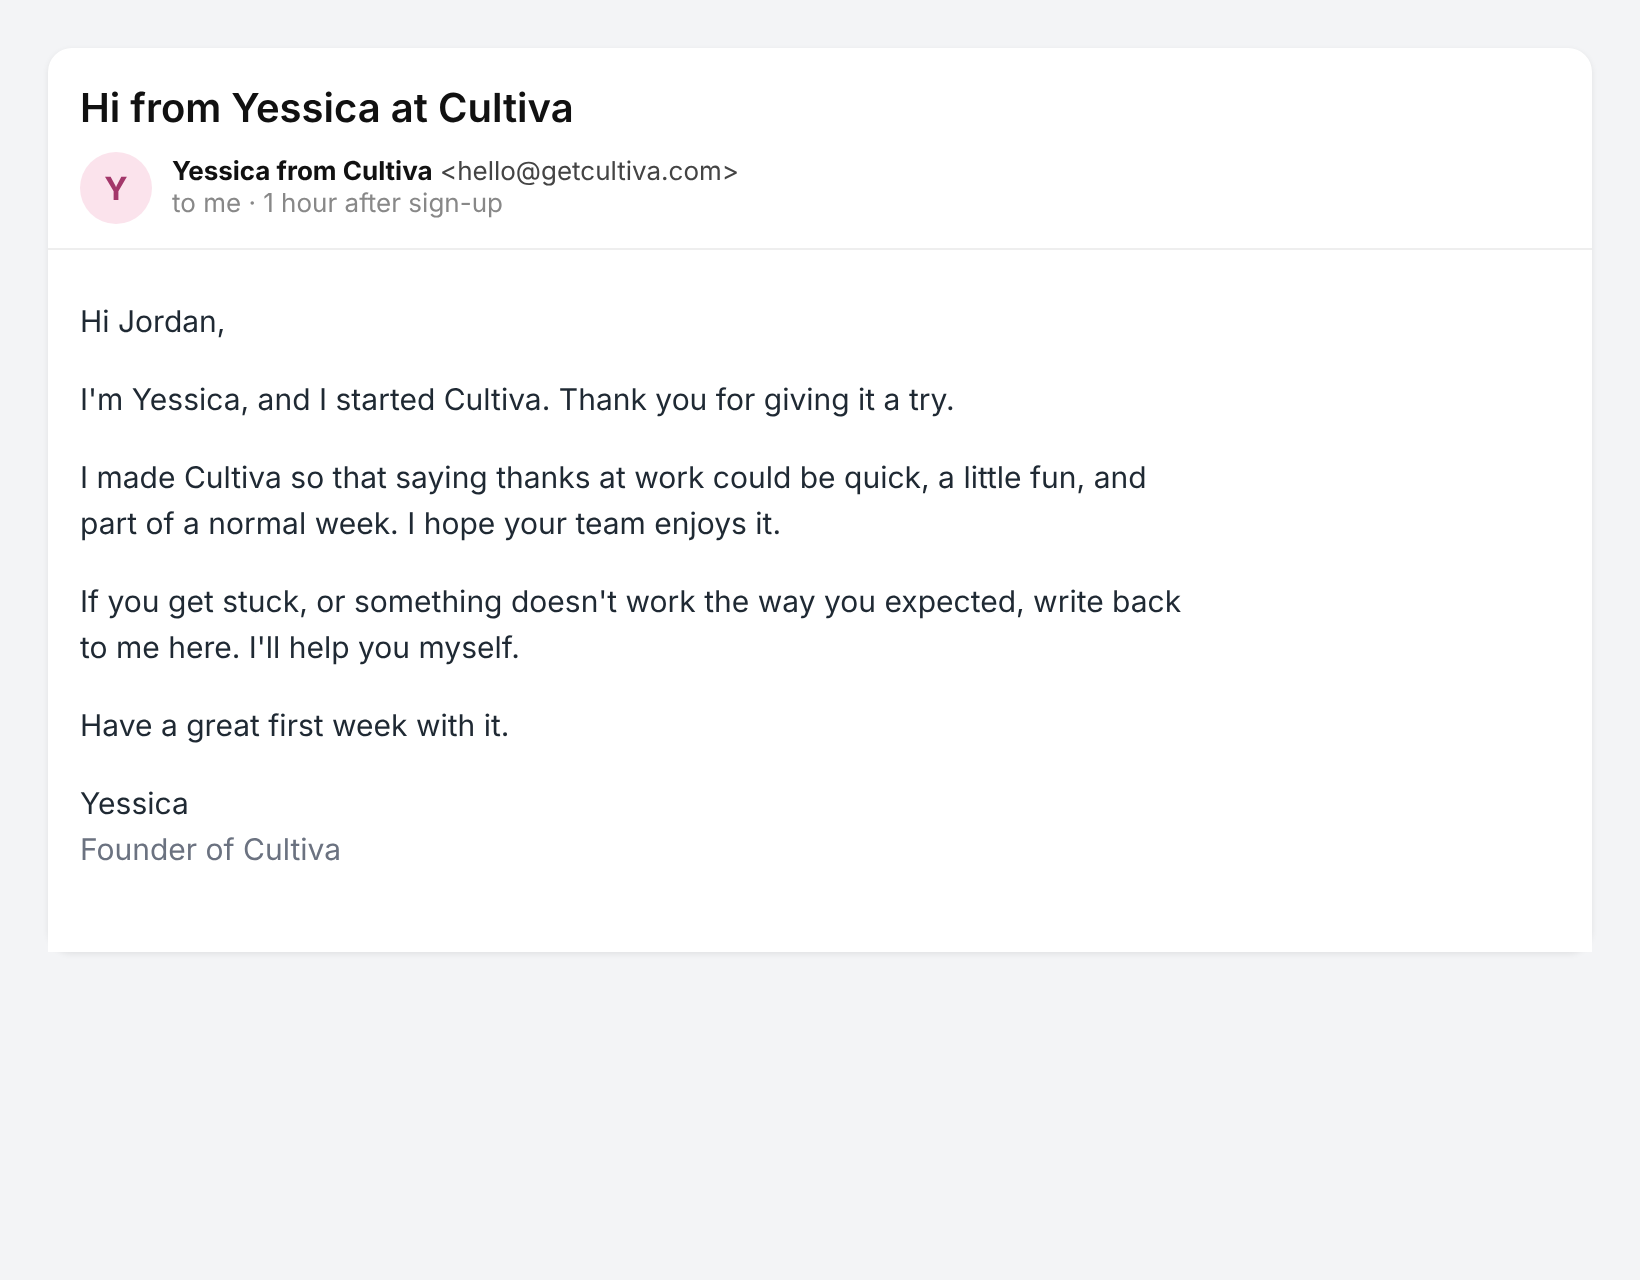 Hi from Yessica at Cultiva
Y
Yessica from Cultiva <hello@getcultiva.com>
to me · 1 hour after sign-up
Hi Jordan,
I'm Yessica, and I started Cultiva. Thank you for giving it a try.
I made Cultiva so that saying thanks at work could be quick, a little fun, and
part of a normal week. I hope your team enjoys it.
If you get stuck, or something doesn't work the way you expected, write back
to me here. I'll help you myself.
Have a great first week with it.
Yessica
Founder of Cultiva